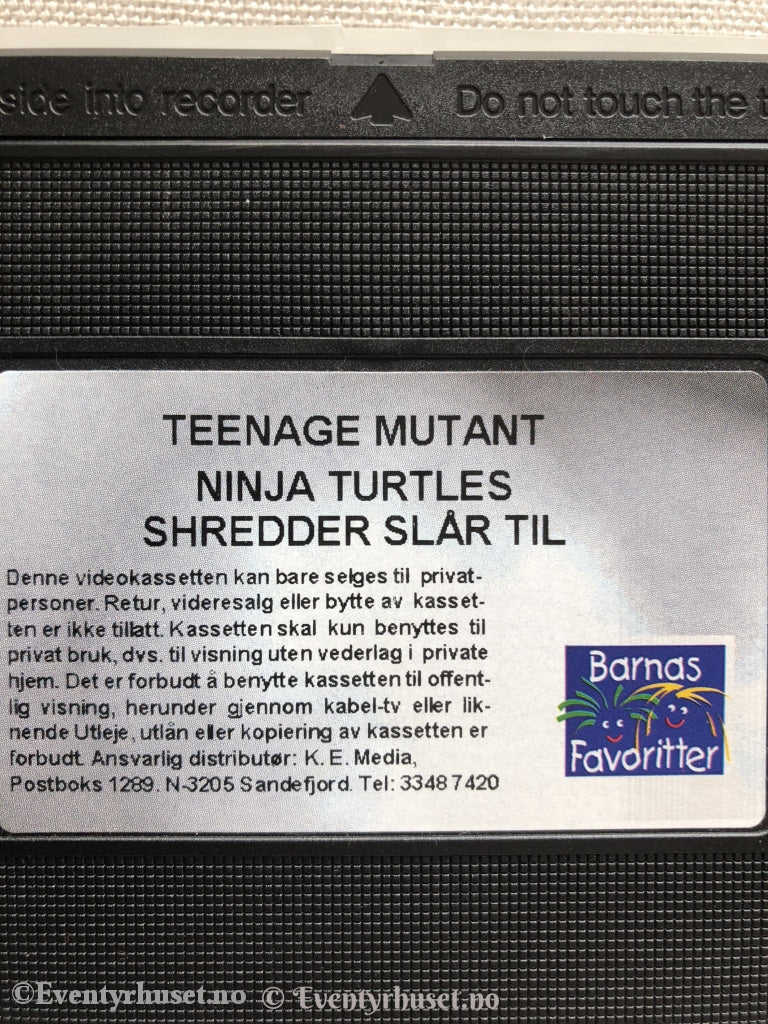 side into recorder Do not touch the t
TEENAGE MUTANT
NINJA TURTLES
SHREDDER SLÅR TIL
Denne videokassetten kan bare selges til privat-
personer. Retur, videresalg eller bytte av kasset-
ten er ikke tillatt. Kassetten skal kun benyttes til
privat bruk, dvs. til visning uten vederlag i private
hjem. Det er forbudt å benytte kassetten til offent-
lig visning, herunder gjennom kabel-tv eller lik-
nende Utleje, utlån eller kopiering av kassetten er
forbudt. Ansvarlig distributør: K. E. Media,
Postboks 1289. N-3205 Sandefjord. Tel: 33487420
Barnas
Favoritter
©Eventyrhuset.no © Eventyrhuset.no